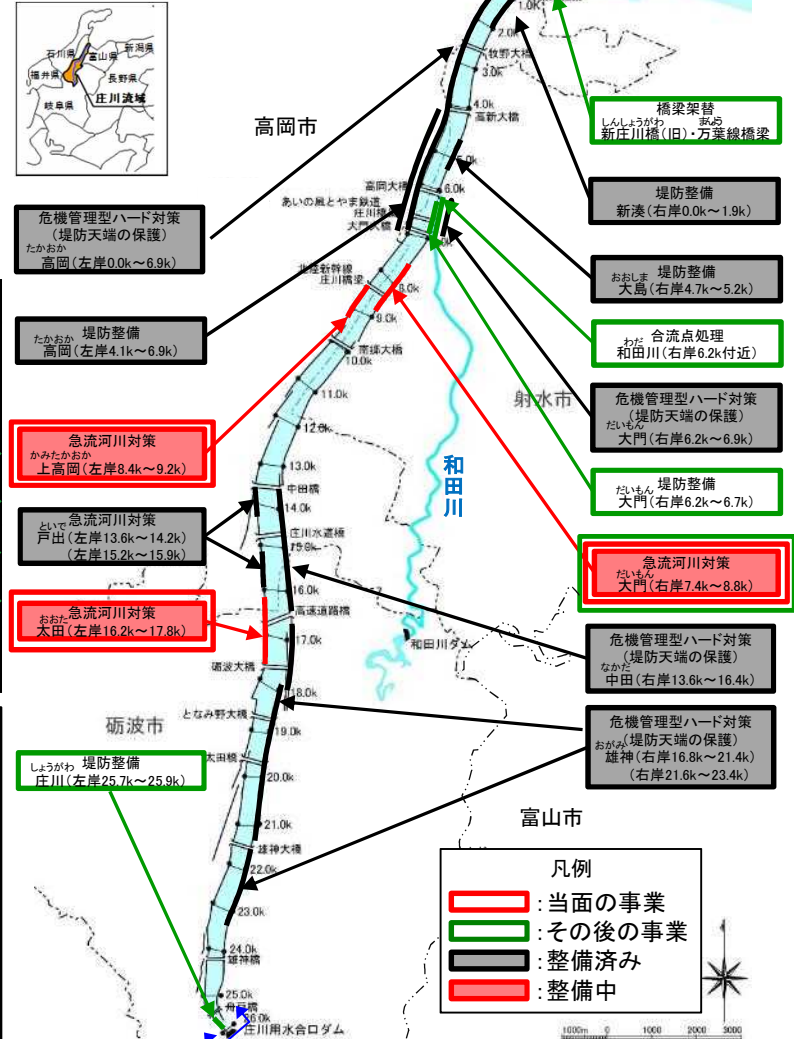 石川県
富山県
新潟県
福井県
長野県
庄川流域
岐阜県
高岡市
1.0K
2.0K
牧野大橋
3.0k
4.0k
高新大橋
5.0k
高岡大橋
6.0k
あいの風とやま鉄道
庄川橋梁
大門大橋
北陸新幹線
庄川橋梁
8.0k
9.0k
南郷大橋
10.0k
11.0k
12.0k
13.0k
中田橋
14.0k
庄川水道橋
15.0k
16.0k
高速道路橋
17.0k
砺波大橋
18.0k
となみ野大橋
19.0k
太田橋
20.0k
21.0k
雄神大橋
22.0k
23.0k
24.0k
雄神橋
25.0k
舟戸橋
26.0k
庄川用水合口ダム
射水市
和田川
和田川ダム
砺波市
富山市
危機管理型ハード対策
(堤防天端の保護)
たかおか
高岡(左岸0.0k~6.9k)
たかおか 堤防整備
高岡(左岸4.1k~6.9k)
急流河川対策
かみたかおか
上高岡(左岸8.4k~9.2k)
といで 急流河川対策
戸出(左岸13.6k~14.2k)
(左岸15.2k~15.9k)
おおた 急流河川対策
太田(左岸16.2k~17.8k)
しょうがわ 堤防整備
庄川(左岸25.7k~25.9k)
橋梁架替
しんしょうがわ まんよう
新庄川橋(旧)・万葉線橋梁
堤防整備
新湊(右岸0.0k~1.9k)
おおしま 堤防整備
大島(右岸4.7k~5.2k)
わだ 合流点処理
和田川(右岸6.2k付近)
危機管理型ハード対策
(堤防天端の保護)
だいもん
大門(右岸6.2k~6.9k)
だいもん 堤防整備
大門(右岸6.2k~6.7k)
急流河川対策
だいもん
大門(右岸7.4k~8.8k)
危機管理型ハード対策
(堤防天端の保護)
なかだ
中田(右岸13.6k~16.4k)
危機管理型ハード対策
(堤防天端の保護)
おがみ
雄神(右岸16.8k~21.4k)
(右岸21.6k~23.4k)
凡例
:当面の事業
:その後の事業
:整備済み
:整備中
1000m 0 1000 2000 3000